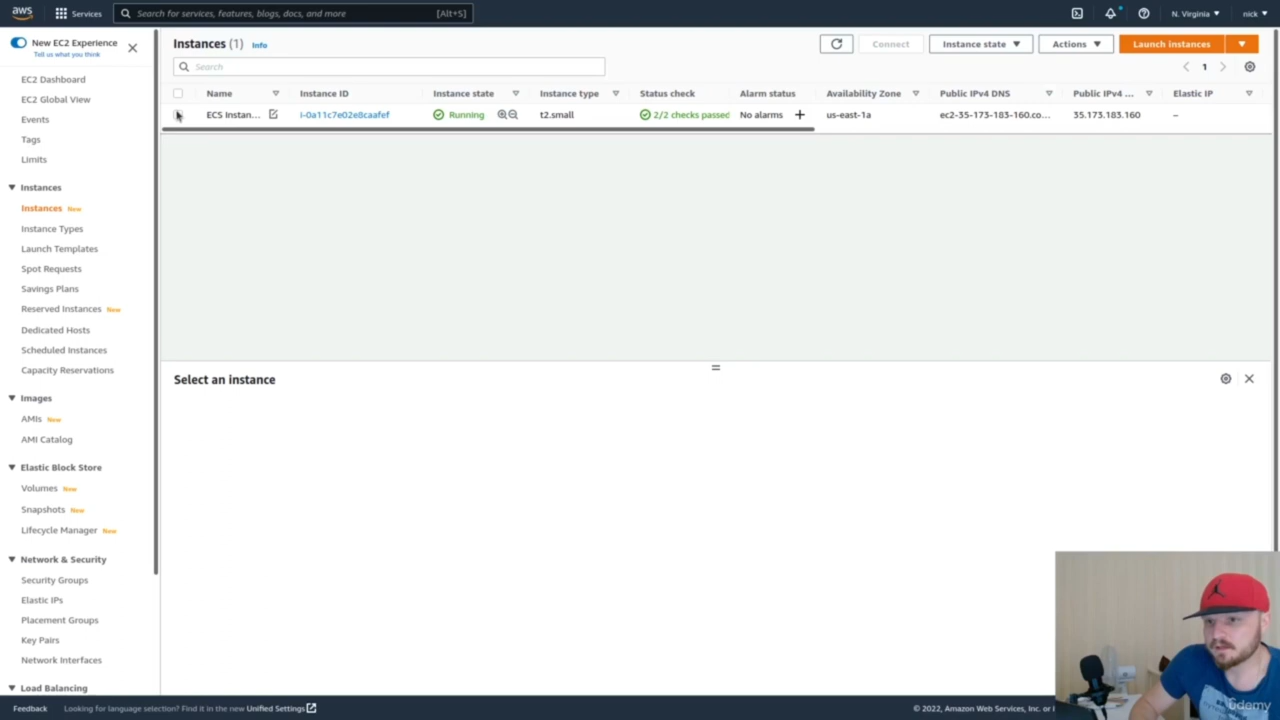 aws Services Search for services, features, blogs, docs, and more [Alt+S] N. Virginia nick
New EC2 Experience
Tell us what you think
EC2 Dashboard
EC2 Global View
Events
Tags
Limits
Instances
Instances New
Instance Types
Launch Templates
Spot Requests
Savings Plans
Reserved Instances New
Dedicated Hosts
Scheduled Instances
Capacity Reservations
Images
AMIs New
AMI Catalog
Elastic Block Store
Volumes New
Snapshots New
Lifecycle Manager New
Network & Security
Security Groups
Elastic IPs
Placement Groups
Key Pairs
Network Interfaces
Load Balancing
Instances (1) Info Connect Instance state Actions Launch instances
Search 1
Name Instance ID Instance state Instance type Status check Alarm status Availability Zone Public IPv4 DNS Public IPv4 ... Elastic IP
ECS Instan... i-0a11c7e02e8caafef Running t2.small 2/2 checks passed No alarms + us-east-1a ec2-35-173-183-160.co... 35.173.183.160 –
Select an instance
Feedback Looking for language selection? Find it in the new Unified Settings © 2022, Amazon Web Services, Inc. or
udemy